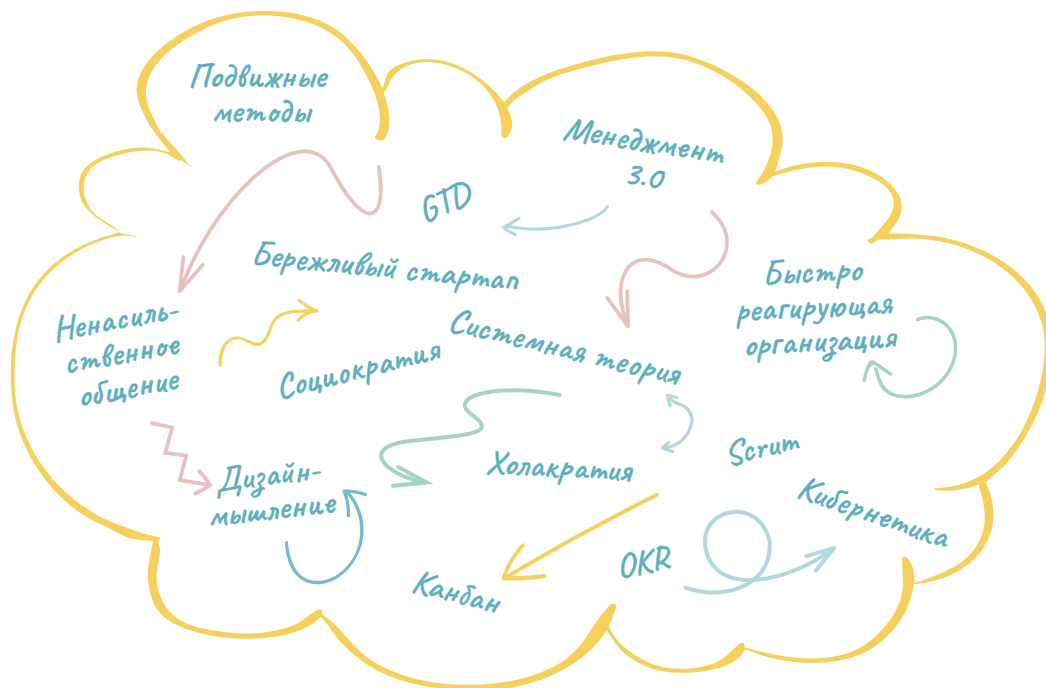 Подвижные
методы
Менеджмент
3.0
GTD
Бережливый стартап
Быстро
реагирующая
организация
Ненасиль-
ственное
общение
Системная теория
Социократия
Scrum
Холакратия
Дизайн-
мышление
Кибернетика
OKR
Канбан